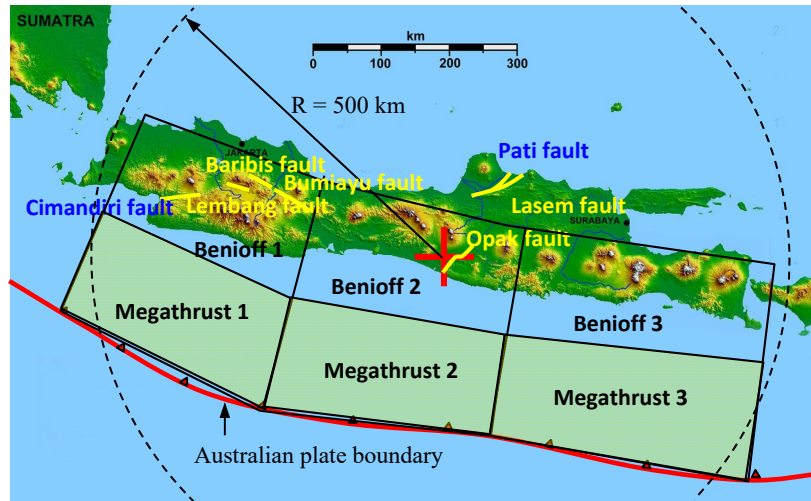 SUMATRA
km
0 100 200 300
R = 500 km
JAKARTA
Pati fault
Baribis fault
Bumiayu fault
Cimandiri fault
Lembang fault
Lasem fault
SURABAYA
Opak fauit
Benioff 1
Benioff 2
Benioff 3
Megathrust 1
Megathrust 2
Megathrust 3
Australian plate boundary